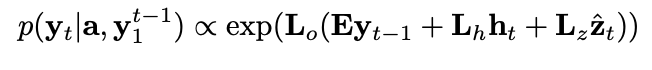 p(y_t|a, y_1^{t−1}) ∝ exp(L_o(Ey_{t−1} + L_h h_t + L_z ẑ_t))